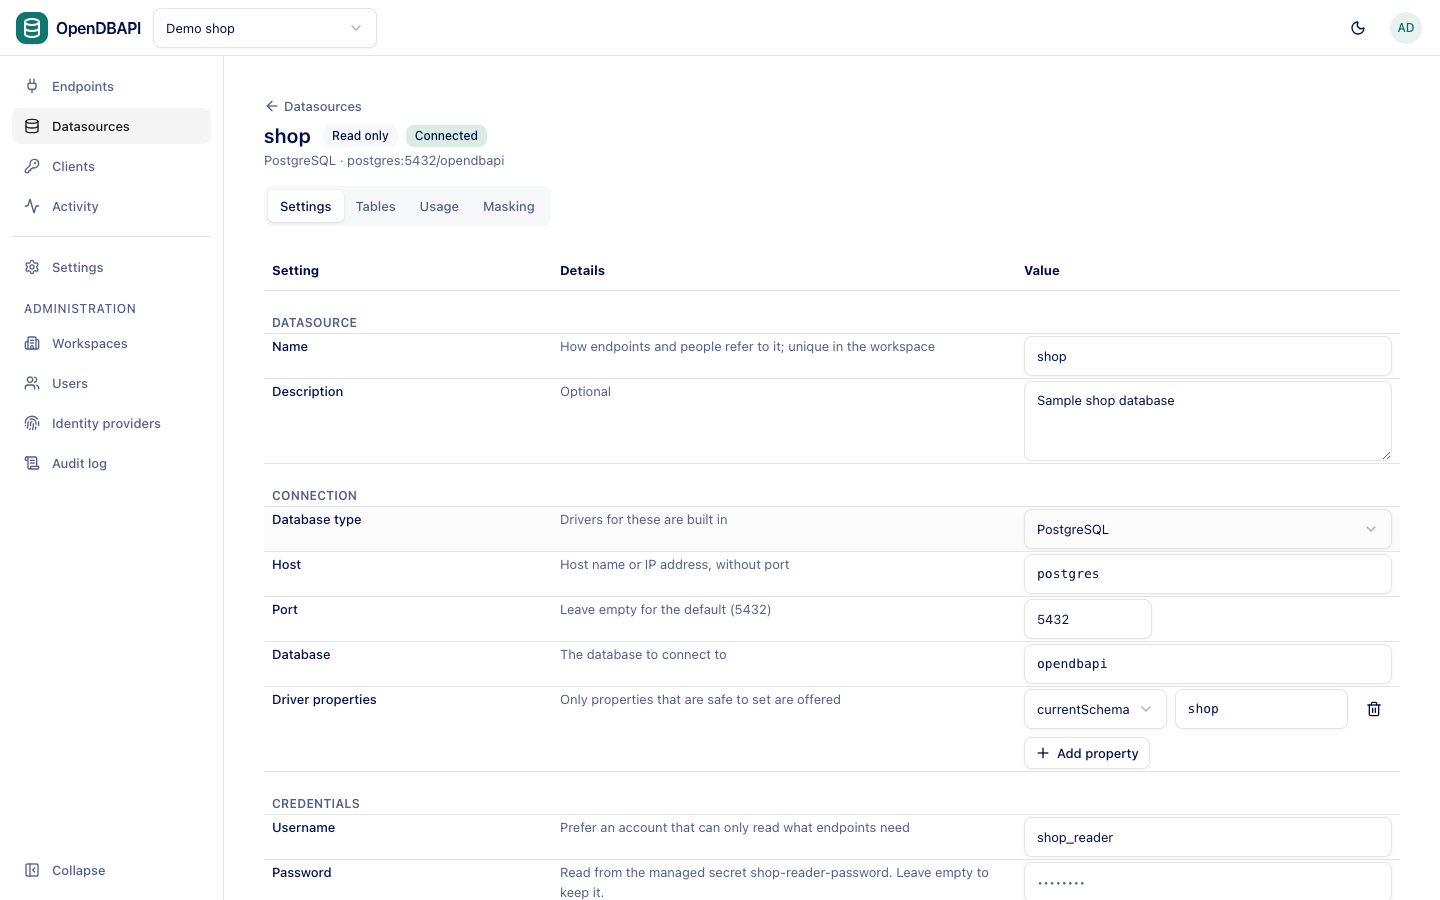 OpenDBAPI
Demo shop
AD
Endpoints
Datasources
Clients
Activity
Settings
ADMINISTRATION
Workspaces
Users
Identity providers
Audit log
Collapse
Datasources
shop Read only Connected
PostgreSQL · postgres:5432/opendbapi
Settings Tables Usage Masking
Setting Details Value
DATASOURCE
Name How endpoints and people refer to it; unique in the workspace shop
Description Optional Sample shop database
CONNECTION
Database type Drivers for these are built in PostgreSQL
Host Host name or IP address, without port postgres
Port Leave empty for the default (5432) 5432
Database The database to connect to opendbapi
Driver properties Only properties that are safe to set are offered currentSchema shop
Add property
CREDENTIALS
Username Prefer an account that can only read what endpoints need shop_reader
Password Read from the managed secret shop-reader-password. Leave empty to ••••••••
keep it.